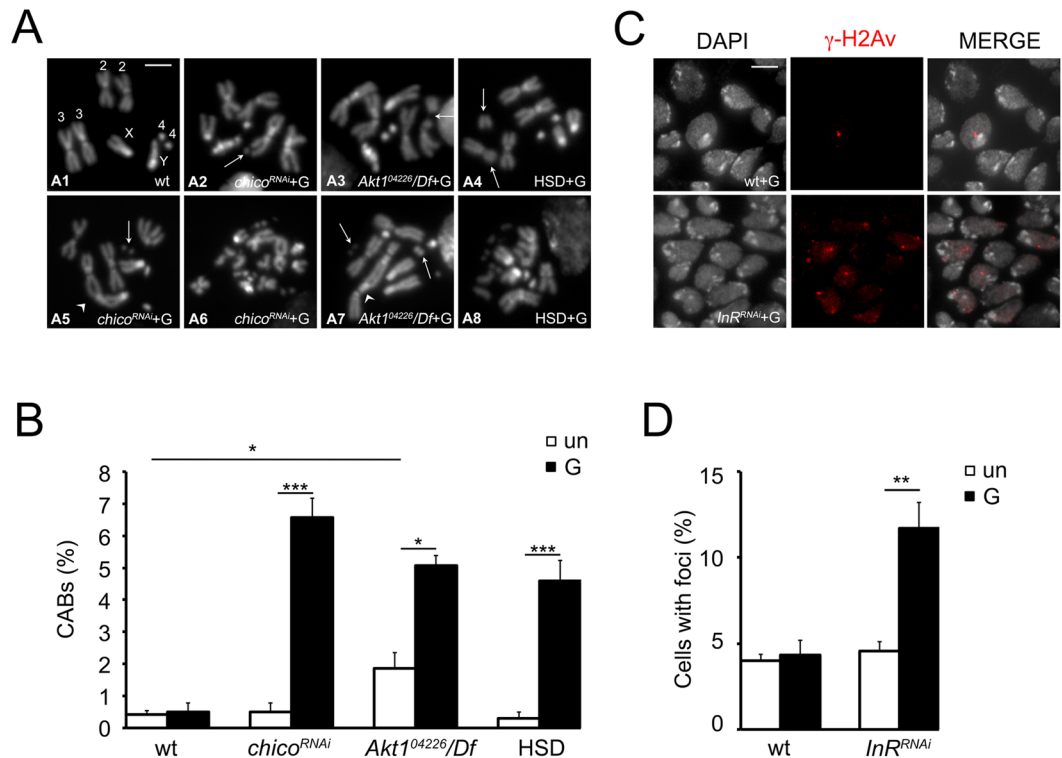 A
2 2
3 3
X
4
4
Y
A1 wt
A2 chico^RNAi+G
A3 Akt1^04226/Df+G
A4 HSD+G
A5 chico^RNAi+G
A6 chico^RNAi+G
A7 Akt1^04226/Df+G
A8 HSD+G
C
DAPI γ-H2Av MERGE
wt+G
InR^RNAi+G
B
un
G
CABs (%)
8
7
6
5
4
3
2
1
0
*
***
*
***
wt chico^RNAi Akt1^04226/Df HSD
D
un
G
Cells with foci (%)
15
10
5
0
**
wt InR^RNAi